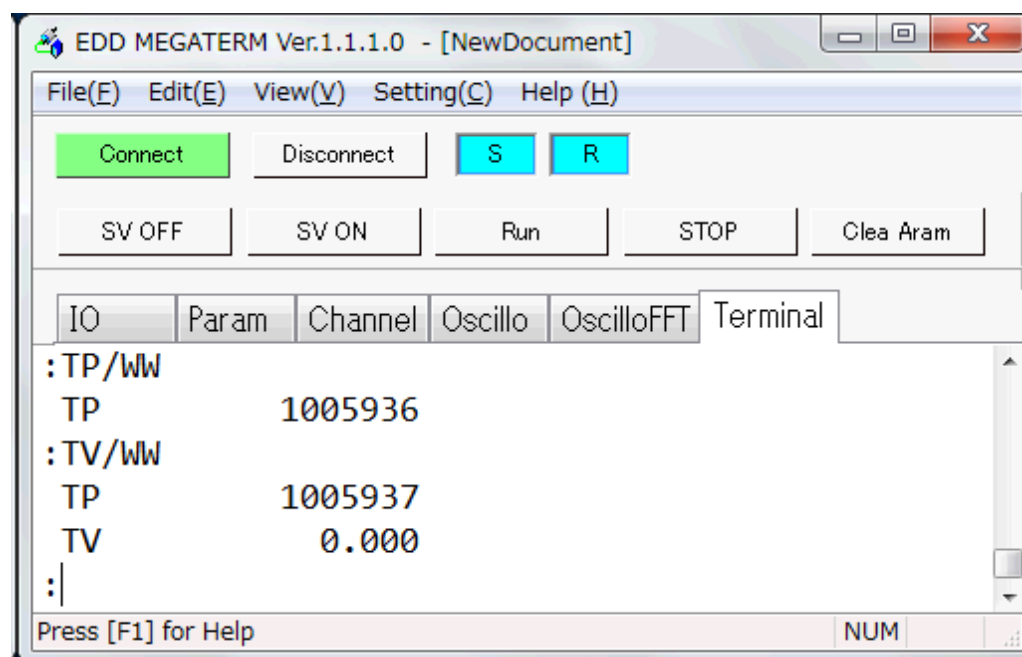 EDD MEGATERM Ver.1.1.1.0 - [NewDocument]
File(F) Edit(E) View(V) Setting(C) Help (H)
Connect Disconnect S R
SV OFF SV ON Run STOP Clea Aram
IO Param Channel Oscillo OscilloFFT Terminal
:TP/WW
TP 1005936
:TV/WW
TP 1005937
TV 0.000
:
Press [F1] for Help NUM